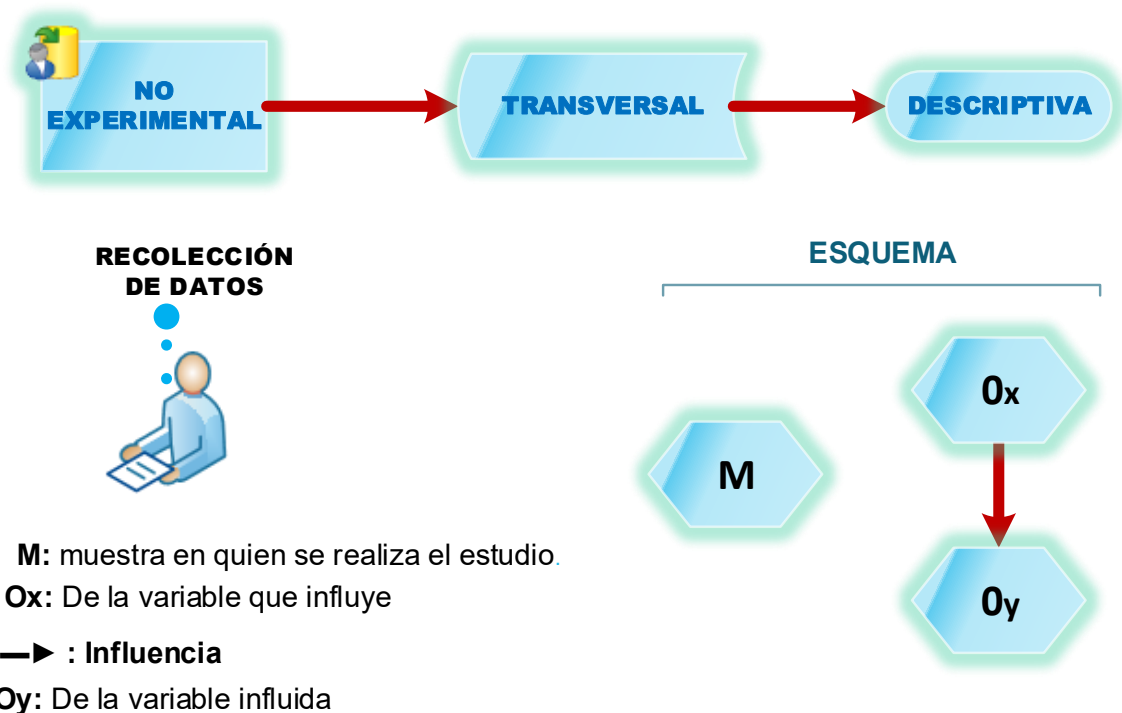 NO
EXPERIMENTAL
TRANSVERSAL
DESCRIPTIVA
RECOLECCIÓN
DE DATOS
ESQUEMA
0x
M
0y
M: muestra en quien se realiza el estudio.
Ox: De la variable que influye
: Influencia
Oy: De la variable influida